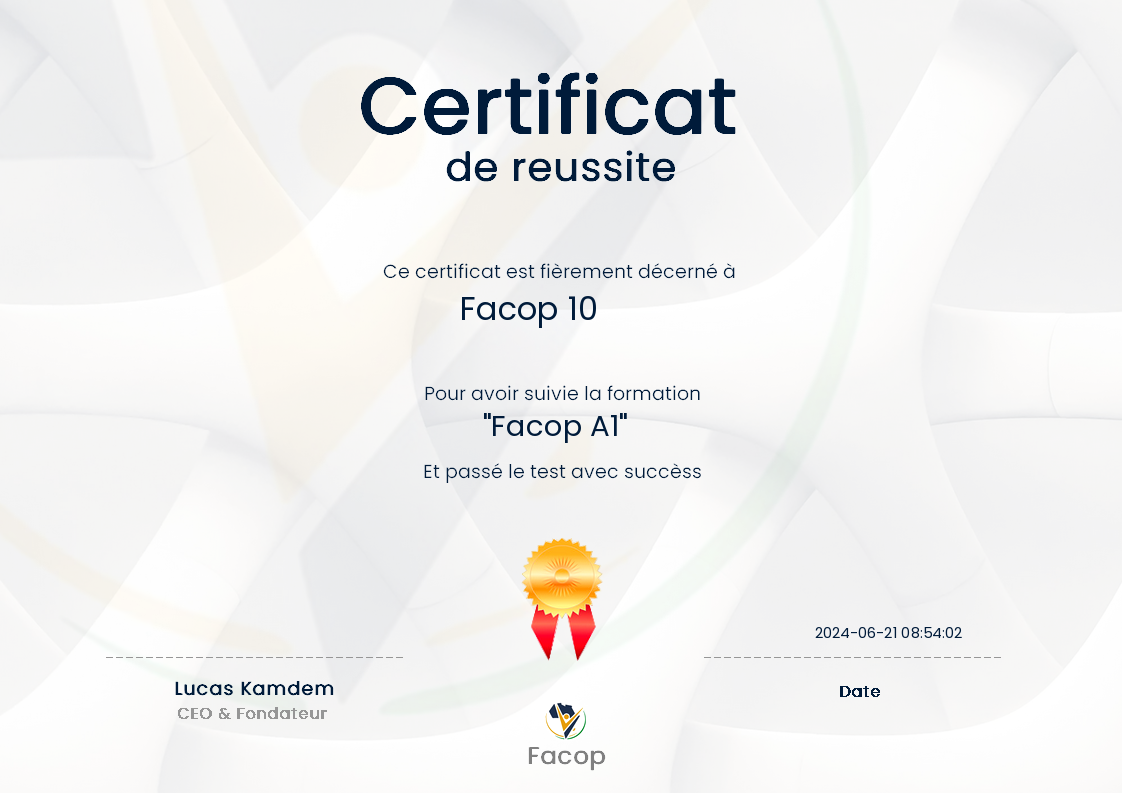 Certificat
de reussite
Ce certificat est fièrement décerné à
Facop 10
Pour avoir suivie la formation
"Facop A1"
Et passé le test avec succèss
2024-06-21 08:54:02
Lucas Kamdem
CEO & Fondateur
Date
Facop